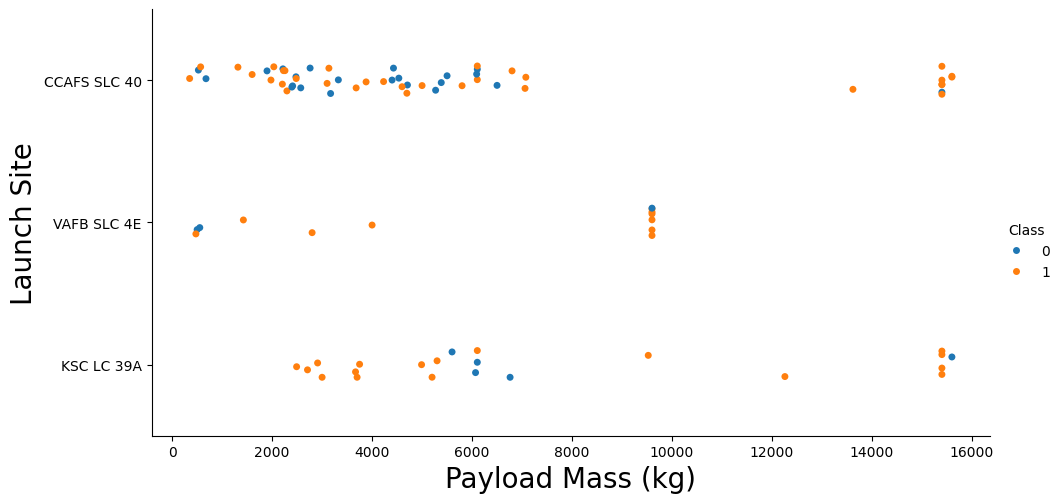 CCAFS SLC 40
VAFB SLC 4E
KSC LC 39A
Launch Site
0 2000 4000 6000 8000 10000 12000 14000 16000
Payload Mass (kg)
Class
0
1